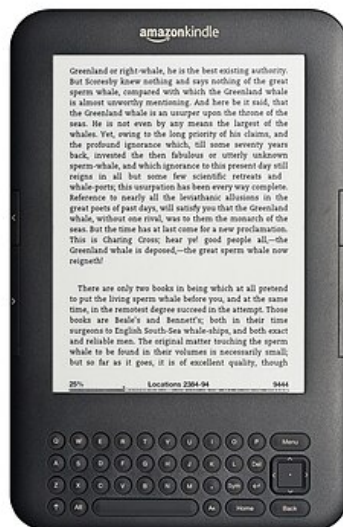 amazonkindle
Greenland or right-whale, he is the best existing authority.
But Scoresby knew nothing and says nothing of the great
sperm whale, compared with which the Greenland whale
is almost unworthy mentioning. And here be it said, that
the Greenland whale is an usurper upon the throne of the
seas. He is not even by any means the largest of the
whales. Yet, owing to the long priority of his claims, and
the profound ignorance which, till some seventy years
back, invested the then fabulous or utterly unknown
sperm-whale, and which ignorance to this present day still
reigns in all but some few scientific retreats and
whale-ports; this usurpation has been every way complete.
Reference to nearly all the leviathanic allusions in the
great poets of past days, will satisfy you that the Greenland
whale, without one rival, was to them the monarch of the
seas. But the time has at last come for a new proclamation.
This is Charing Cross; hear ye! good people all,—the
Greenland whale is deposed,—the great sperm whale now
reigneth!
There are only two books in being which at all pretend
to put the living sperm whale before you, and at the same
time, in the remotest degree succeed in the attempt. Those
books are Beale's and Bennett's; both in their time
surgeons to English South-Sea whale-ships, and both exact
and reliable men. The original matter touching the sperm
whale to be found in their volumes is necessarily small;
but so far as it goes, it is of excellent quality, though
25% Locations 2384-94 9444
Q W E R T Y U I O P Menu
A S D F G H J K L Del
Z X C V B N M . Sym
Alt Aa Home Back